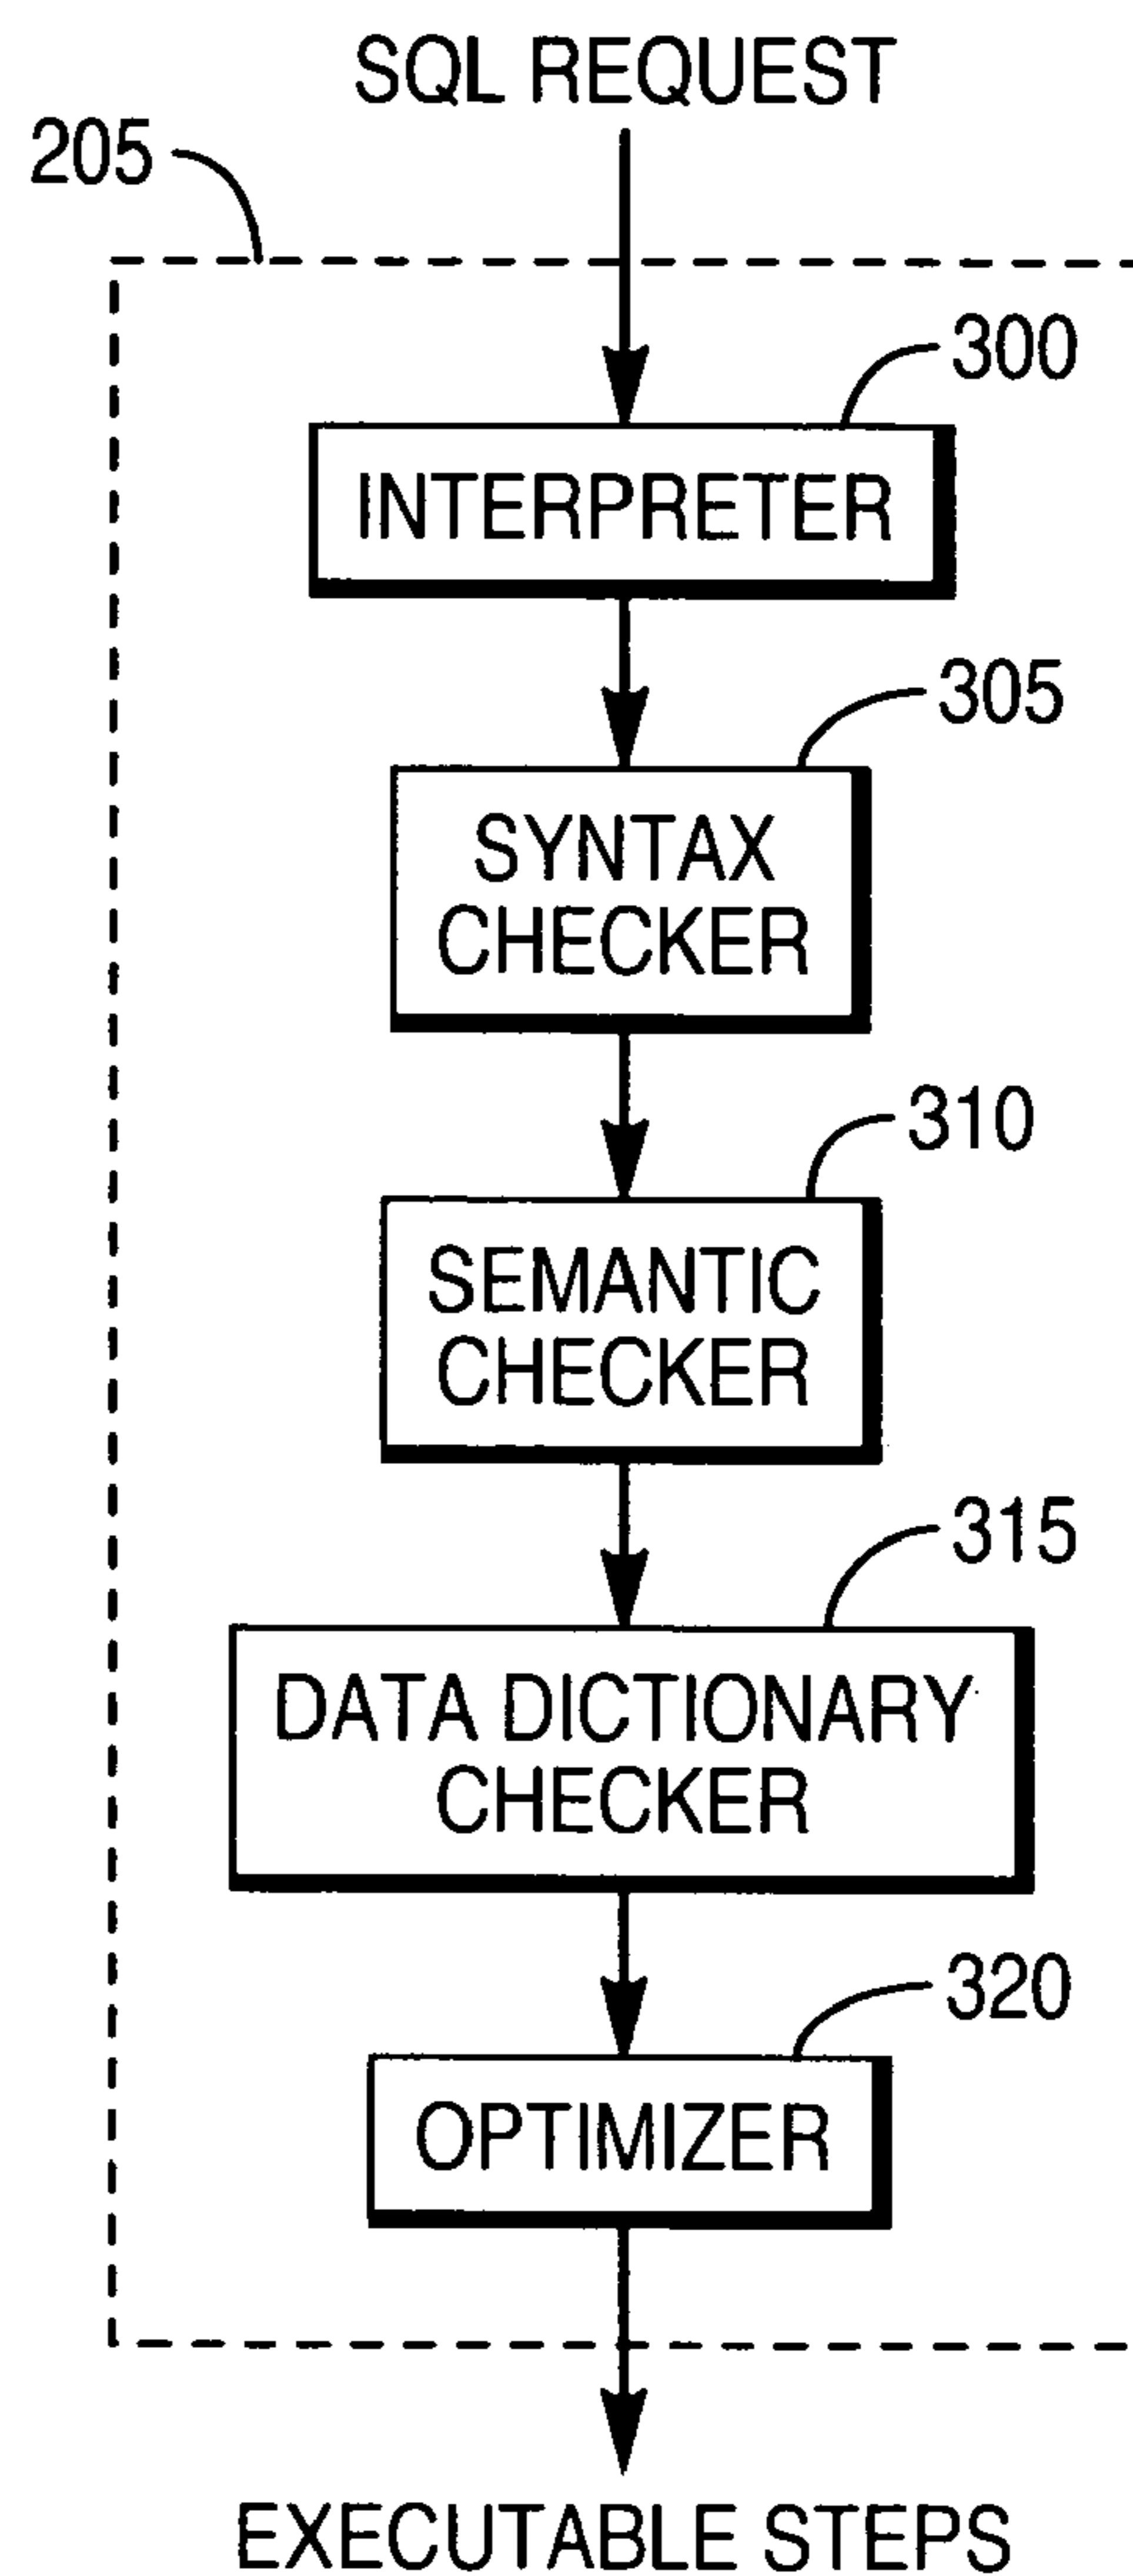 SQL REQUEST
205
300
INTERPRETER
305
SYNTAX
CHECKER
310
SEMANTIC
CHECKER
315
DATA DICTIONARY
CHECKER
320
OPTIMIZER
EXECUTABLE STEPS